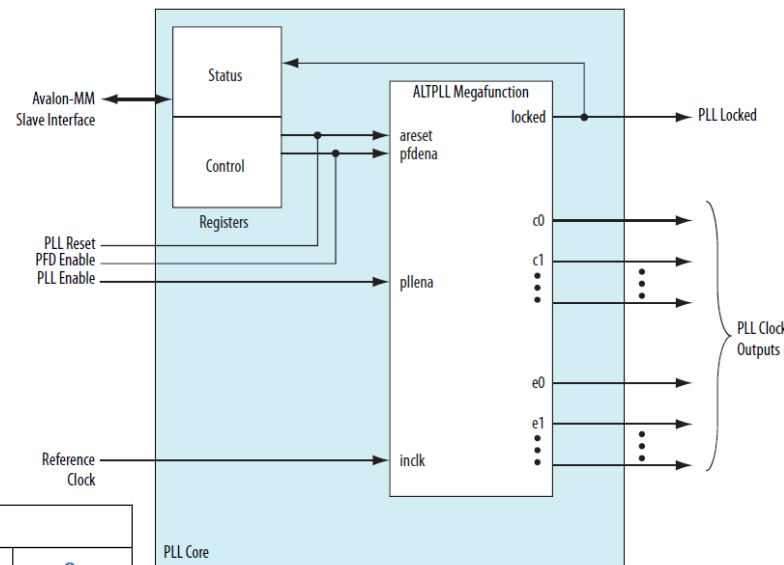 Status
Avalon-MM
Slave Interface
Control
Registers
ALTPLL Megafunction
locked
PLL Locked
areset
pfdena
PLL Reset
PFD Enable
PLL Enable
pllena
c0
c1
e0
e1
PLL Clock
Outputs
Reference
Clock
inclk
PLL Core